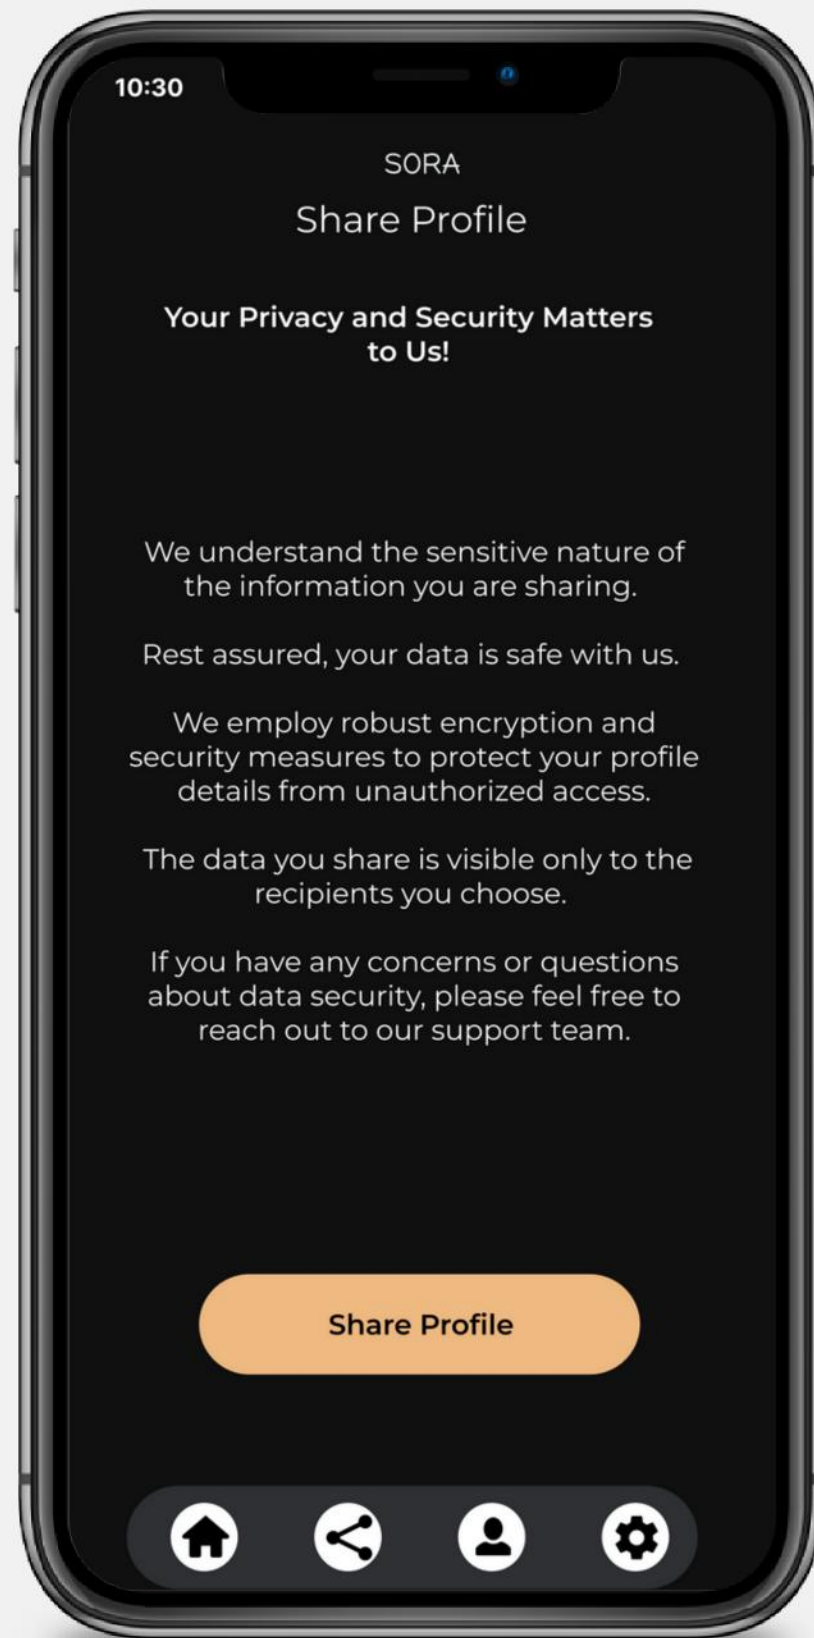 10:30
SORA
Share Profile
Your Privacy and Security Matters
to Us!
We understand the sensitive nature of
the information you are sharing.
Rest assured, your data is safe with us.
We employ robust encryption and
security measures to protect your profile
details from unauthorized access.
The data you share is visible only to the
recipients you choose.
If you have any concerns or questions
about data security, please feel free to
reach out to our support team.
Share Profile